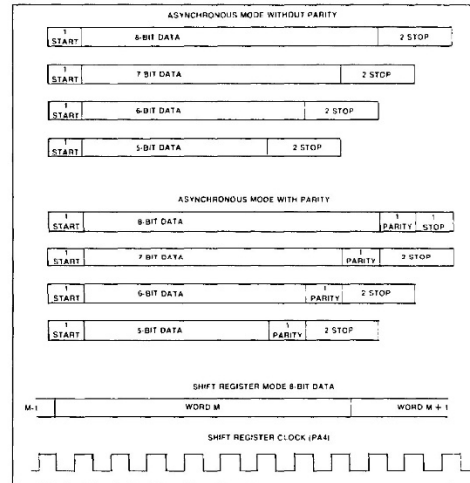 ASYNCHRONOUS MODE WITHOUT PARITY
1 START 8-BIT DATA 2 STOP
1 START 7 BIT DATA 2 STOP
1 START 6-BIT DATA 2 STOP
1 START 5-BIT DATA 2 STOP
ASYNCHRONOUS MODE WITH PARITY
1 START 8-BIT DATA 1 PARITY 1 STOP
1 START 7 BIT DATA 1 PARITY 2 STOP
1 START 6-BIT DATA 1 PARITY 2 STOP
1 START 5-BIT DATA 1 PARITY 2 STOP
SHIFT REGISTER MODE 8-BIT DATA
M-1 WORD M WORD M + 1
SHIFT REGISTER CLOCK (PA4)